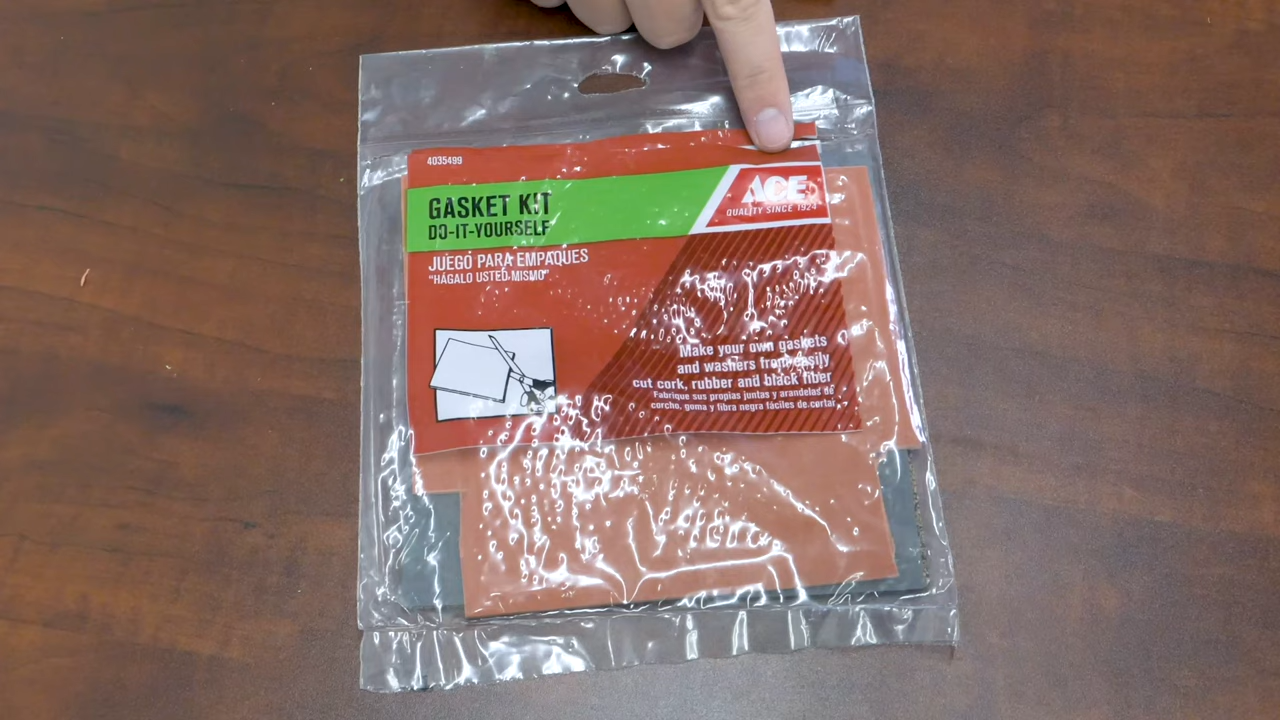 4035499
GASKET KIT
DO-IT-YOURSELF
ACE
QUALITY SINCE 1924
JUEGO PARA EMPAQUES
"HÁGALO USTED MISMO"
Make your own gaskets
and washers from easily
cut cork, rubber and black fiber
Fabrique sus propias juntas y arandelas de
corcho, goma y fibra negra fáciles de cortar